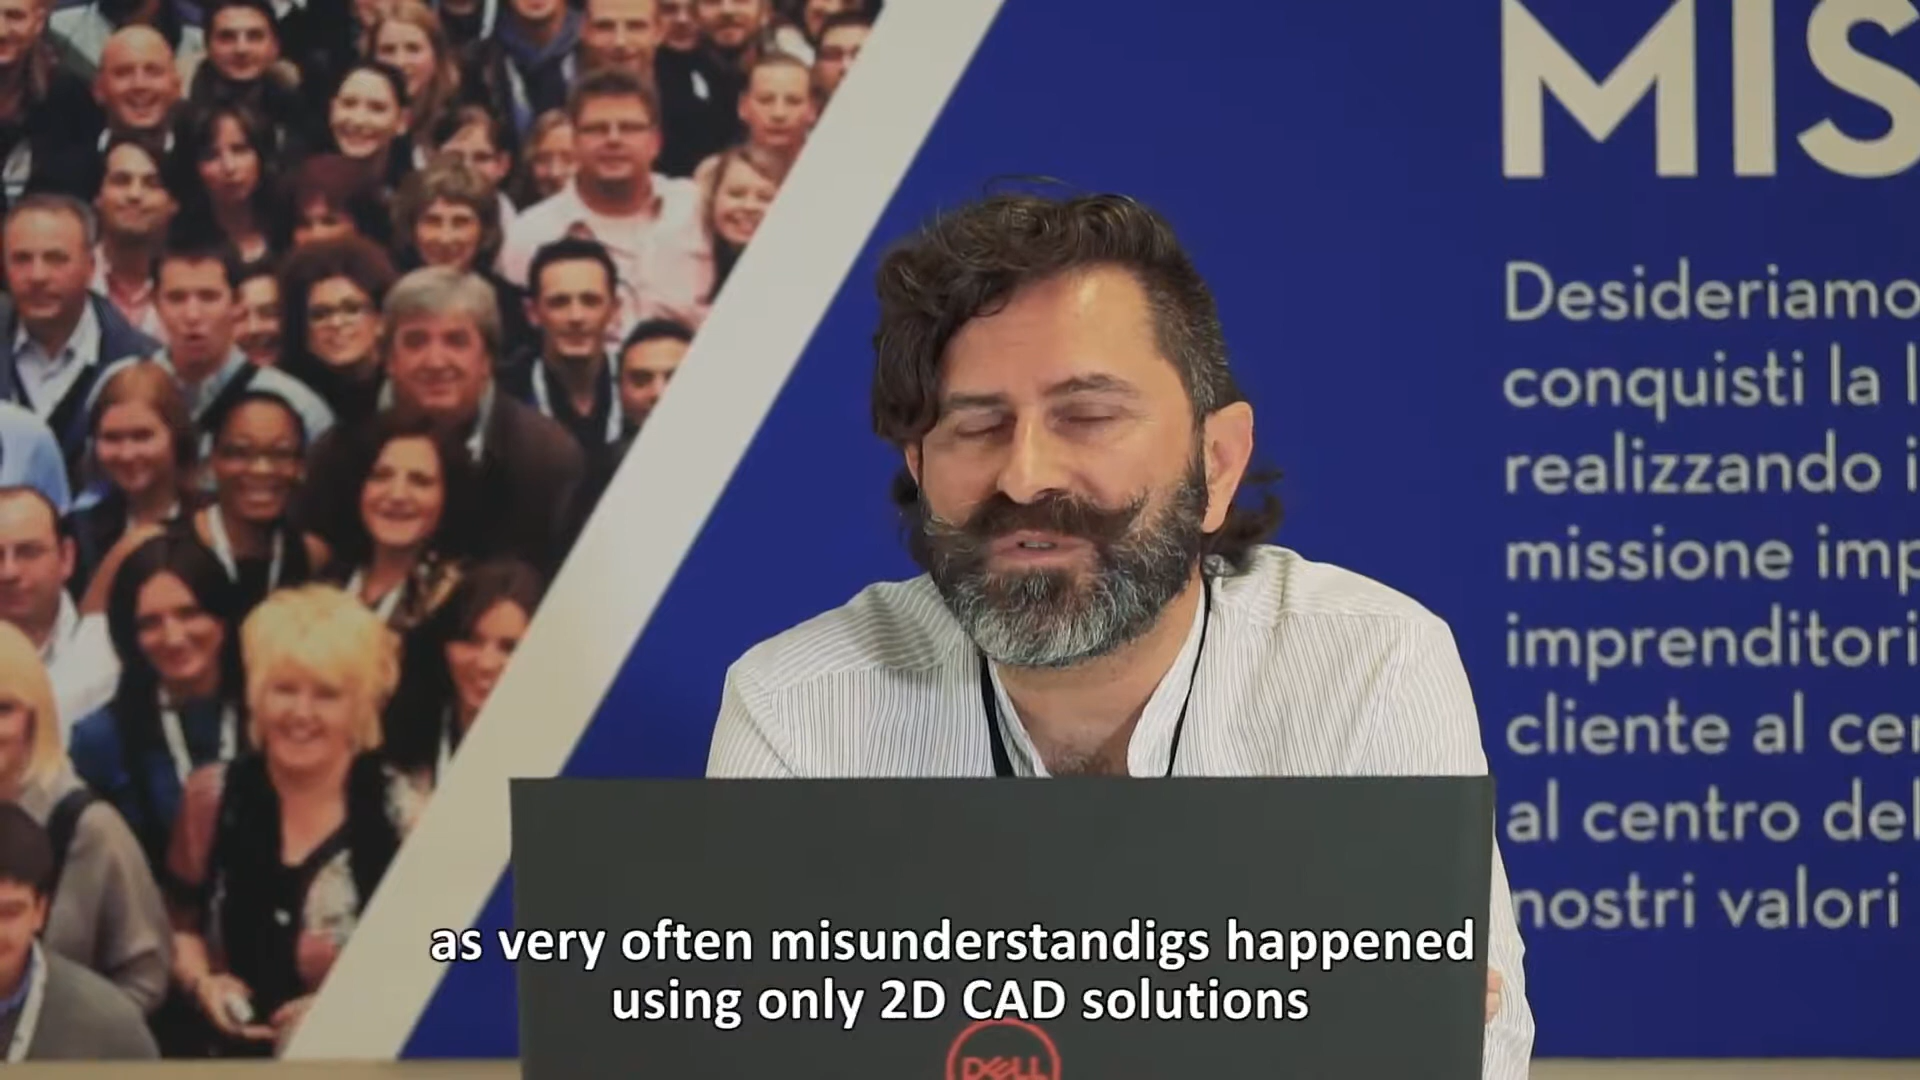 MIS
Desideriamo
conquisti la l
realizzando i
missione imp
imprenditori
cliente al cer
al centro del
nostri valori
as very often misunderstandigs happened
using only 2D CAD solutions
DELL